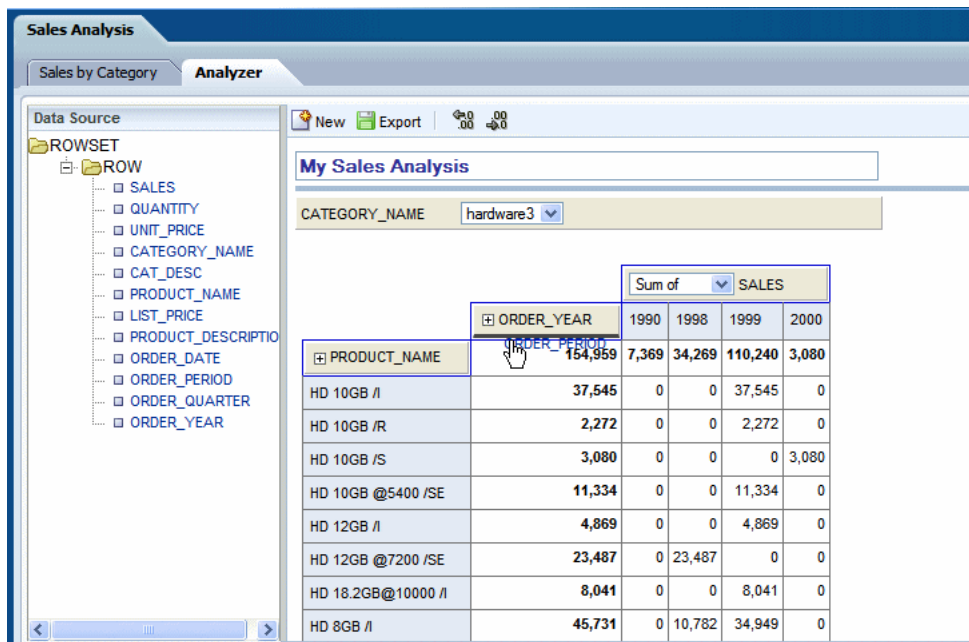 Sales Analysis
Sales by Category Analyzer
Data Source
ROWSET
ROW
SALES
QUANTITY
UNIT_PRICE
CATEGORY_NAME
CAT_DESC
PRODUCT_NAME
LIST_PRICE
PRODUCT_DESCRIPTIO
ORDER_DATE
ORDER_PERIOD
ORDER_QUARTER
ORDER_YEAR
New Export .00 .00
My Sales Analysis
CATEGORY_NAME hardware3
Sum of SALES
ORDER_YEAR 1990 1998 1999 2000
ORDER_PERIOD
PRODUCT_NAME 154,959 7,369 34,269 110,240 3,080
HD 10GB /I 37,545 0 0 37,545 0
HD 10GB /R 2,272 0 0 2,272 0
HD 10GB /S 3,080 0 0 0 3,080
HD 10GB @5400 /SE 11,334 0 0 11,334 0
HD 12GB /I 4,869 0 0 4,869 0
HD 12GB @7200 /SE 23,487 0 23,487 0 0
HD 18.2GB@10000 /I 8,041 0 0 8,041 0
HD 8GB /I 45,731 0 10,782 34,949 0